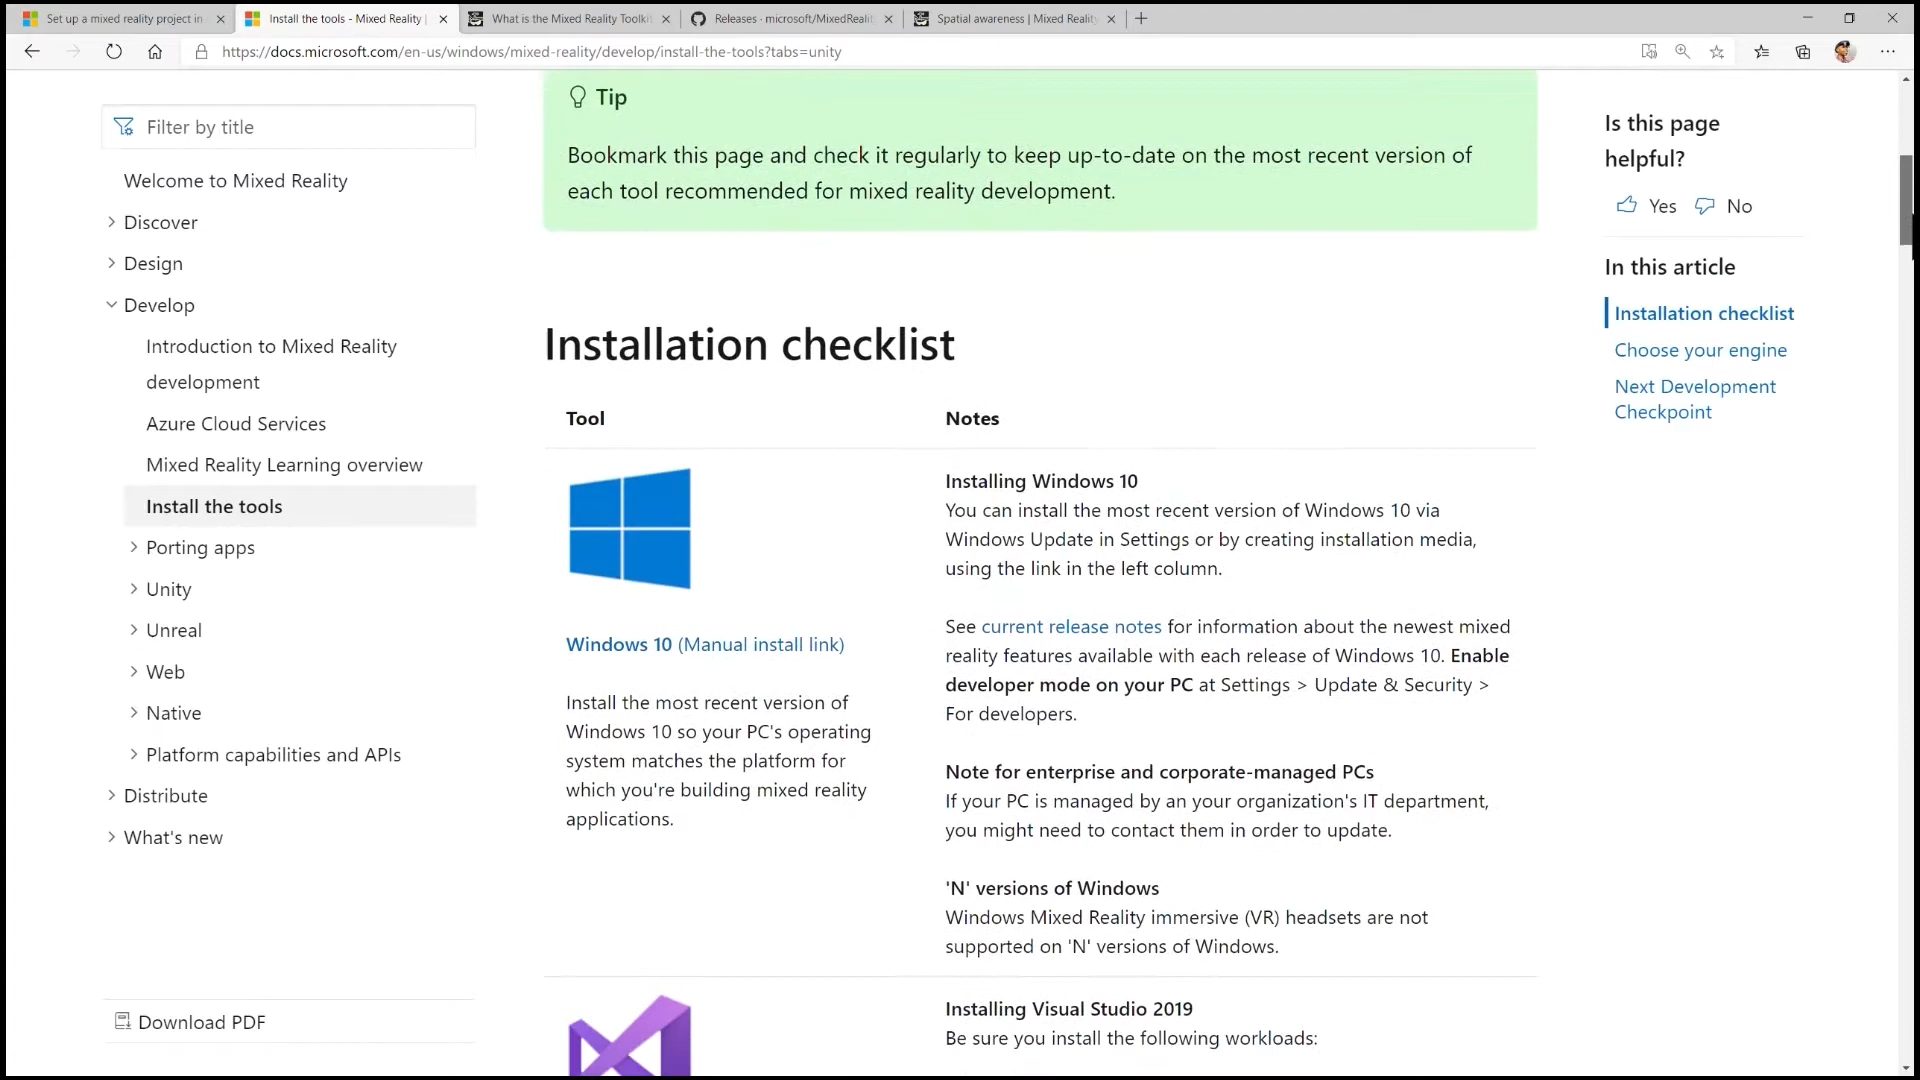 Set up a mixed reality project in
Install the tools - Mixed Reality |
What is the Mixed Reality Toolki
Releases · microsoft/MixedReali
Spatial awareness | Mixed Reality
https://docs.microsoft.com/en-us/windows/mixed-reality/develop/install-the-tools?tabs=unity
Filter by title
Welcome to Mixed Reality
Discover
Design
Develop
Introduction to Mixed Reality
development
Azure Cloud Services
Mixed Reality Learning overview
Install the tools
Porting apps
Unity
Unreal
Web
Native
Platform capabilities and APIs
Distribute
What's new
Download PDF
Tip
Bookmark this page and check it regularly to keep up-to-date on the most recent version of
each tool recommended for mixed reality development.
Installation checklist
Tool
Notes
Windows 10 (Manual install link)
Install the most recent version of
Windows 10 so your PC's operating
system matches the platform for
which you're building mixed reality
applications.
Installing Windows 10
You can install the most recent version of Windows 10 via
Windows Update in Settings or by creating installation media,
using the link in the left column.
See current release notes for information about the newest mixed
reality features available with each release of Windows 10. Enable
developer mode on your PC at Settings > Update & Security >
For developers.
Note for enterprise and corporate-managed PCs
If your PC is managed by an your organization's IT department,
you might need to contact them in order to update.
'N' versions of Windows
Windows Mixed Reality immersive (VR) headsets are not
supported on 'N' versions of Windows.
Installing Visual Studio 2019
Be sure you install the following workloads:
Is this page
helpful?
Yes
No
In this article
Installation checklist
Choose your engine
Next Development
Checkpoint